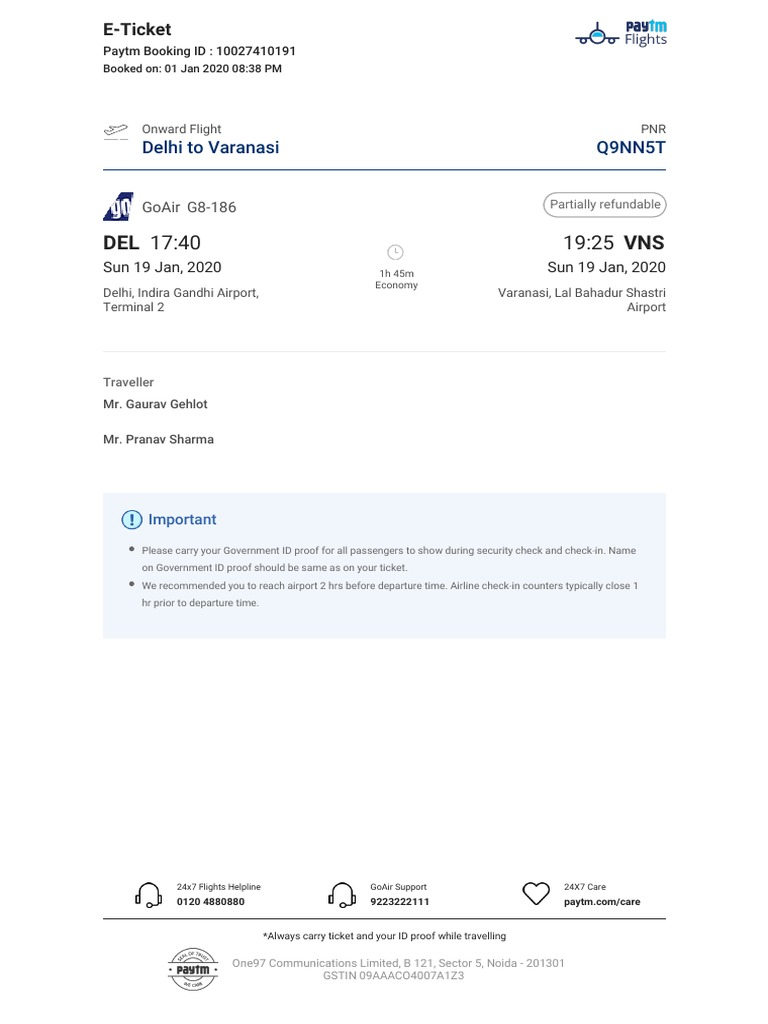 E-Ticket
Paytm Booking ID : 10027410191
Booked on: 01 Jan 2020 08:38 PM
paytm
Flights
Onward Flight
PNR
Delhi to Varanasi
Q9NN5T
go
GoAir G8-186
Partially refundable
DEL 17:40
19:25 VNS
Sun 19 Jan, 2020
Sun 19 Jan, 2020
1h 45m
Economy
Delhi, Indira Gandhi Airport,
Terminal 2
Varanasi, Lal Bahadur Shastri
Airport
Traveller
Mr. Gaurav Gehlot
Mr. Pranav Sharma
Important
Please carry your Government ID proof for all passengers to show during security check and check-in. Name
on Government ID proof should be same as on your ticket.
We recommended you to reach airport 2 hrs before departure time. Airline check-in counters typically close 1
hr prior to departure time.
24x7 Flights Helpline
0120 4880880
GoAir Support
9223222111
24X7 Care
paytm.com/care
*Always carry ticket and your ID proof while travelling
SEAL OF TRUST
paytm
WE CARE
One97 Communications Limited, B 121, Sector 5, Noida - 201301
GSTIN 09AAACO4007A1Z3